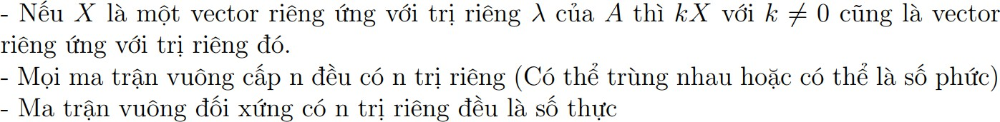 - Nếu X là một vector riêng ứng với trị riêng λ của A thì kX với k ≠ 0 cũng là vector
riêng ứng với trị riêng đó.
- Mọi ma trận vuông cấp n đều có n trị riêng (Có thể trùng nhau hoặc có thể là số phức)
- Ma trận vuông đối xứng có n trị riêng đều là số thực